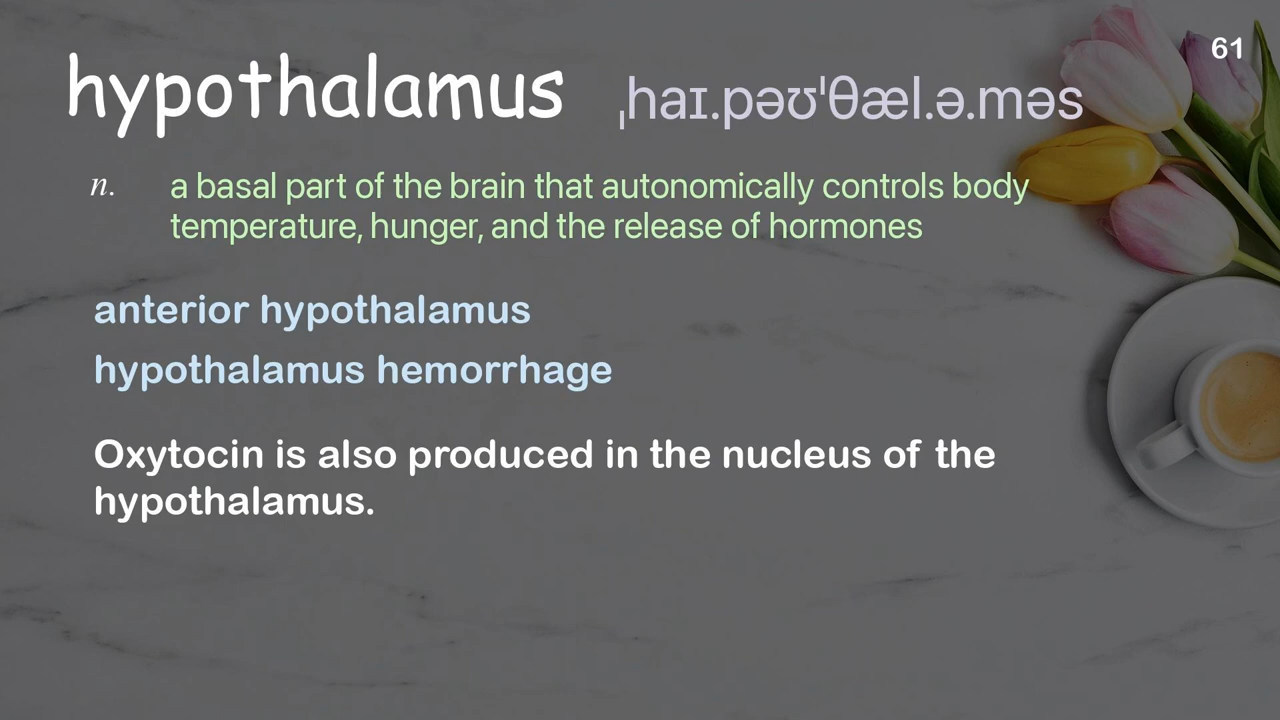 61
hypothalamus ˌhaɪ.pəʊˈθæl.ə.məs
n. a basal part of the brain that autonomically controls body
temperature, hunger, and the release of hormones
anterior hypothalamus
hypothalamus hemorrhage
Oxytocin is also produced in the nucleus of the
hypothalamus.